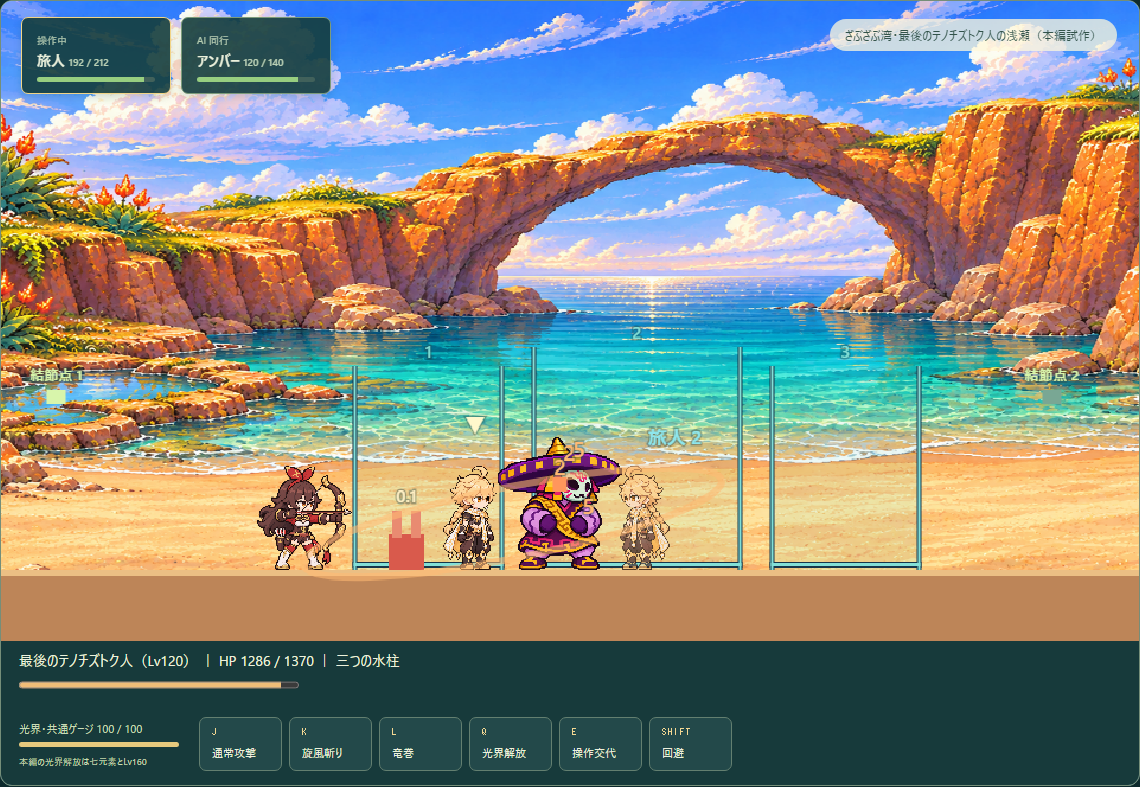 操作中
旅人 192 / 212
AI 同行
アンバー 120 / 140
ざぶざぶ湾・最後のテノチズトク人の浅瀬（本編試作）
1
2
3
結節点 1
結節点 2
旅人 2
25
2
0.1
最後のテノチズトク人（Lv120） | HP 1286 / 1370 | 三つの水柱
光界・共通ゲージ 100 / 100
本編の光界解放は七元素とLv160
J
通常攻撃
K
旋風斬り
L
竜巻
Q
光界解放
E
操作交代
SHIFT
回避